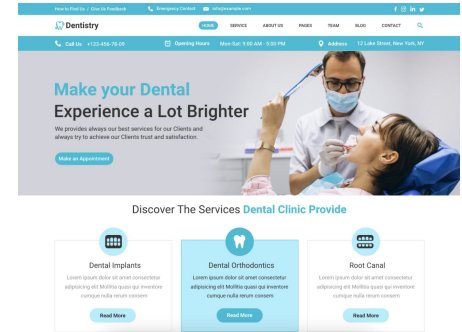 How to Find Us / Give Us Feedback
Emergency Contact
info@example.com
Dentistry
HOME
SERVICE
ABOUT US
PAGES
TEAM
BLOG
CONTACT
Call Us +123-456-78-09
Opening Hours Mon-Sat: 9:00 AM - 5:00 PM
Address 12 Lake Street, New York, NY
Make your Dental
Experience a Lot Brighter
We provides always our best services for our Clients and
always try to achieve our Clients trust and satisfaction.
Make an Appointment
Discover The Services Dental Clinic Provide
Dental Implants
Lorem ipsum dolor sit amet consectetur
adipisicing elit Mollitia quasi qui inventore
cumque nulla rerum consem
Read More
Dental Orthodontics
Lorem ipsum dolor sit amet consectetur
adipisicing elit Mollitia quasi qui inventore
cumque nulla rerum consem
Read More
Root Canal
Lorem ipsum dolor sit amet consectetur
adipisicing elit Mollitia quasi qui inventore
cumque nulla rerum consem
Read More